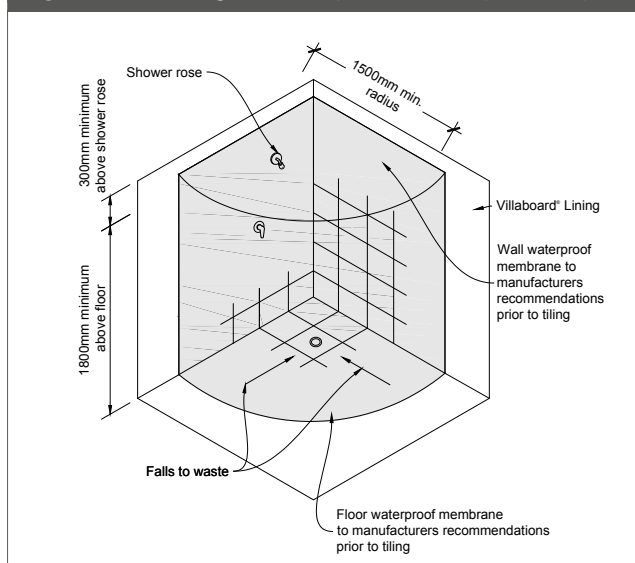 Shower rose
1500mm min.
radius
300mm minimum
above shower rose
Villaboard® Lining
Wall waterproof
membrane to
manufacturers
recommendations
prior to tiling
1800mm minimum
above floor
Falls to waste
Floor waterproof membrane
to manufacturers recommendations
prior to tiling